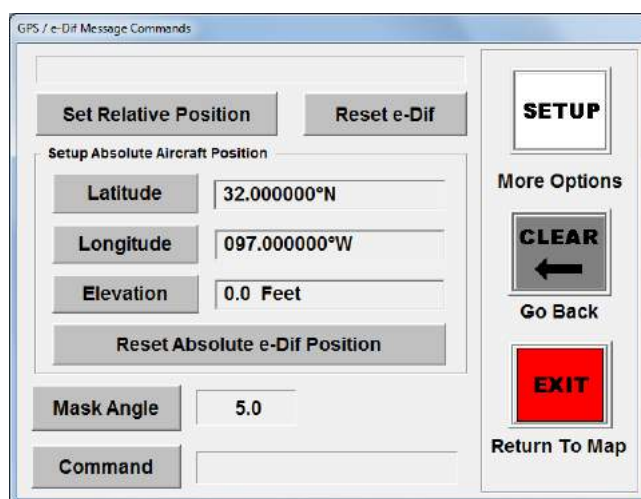 GPS / e-Dif Message Commands
Set Relative Position
Reset e-Dif
Setup Absolute Aircraft Position
Latitude
32.000000°N
Longitude
097.000000°W
Elevation
0.0 Feet
Reset Absolute e-Dif Position
Mask Angle
5.0
Command
SETUP
More Options
CLEAR
Go Back
EXIT
Return To Map